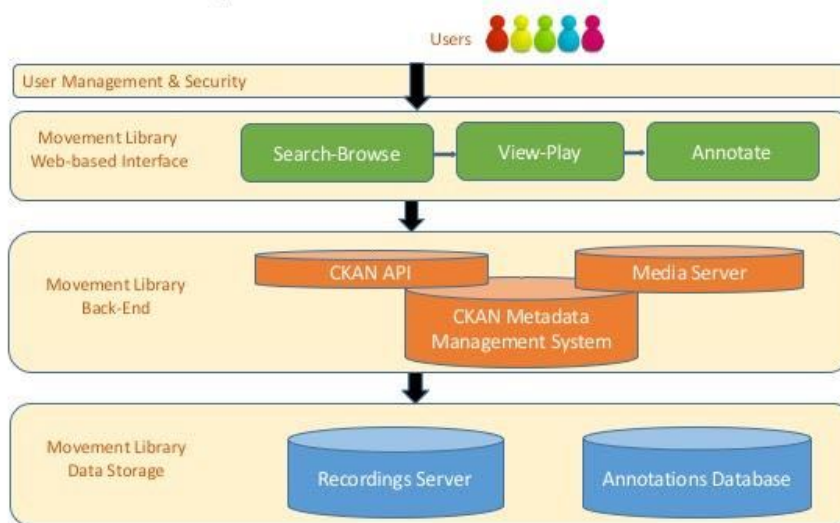 Users
User Management & Security
Movement Library
Web-based Interface
Search-Browse
View-Play
Annotate
Movement Library
Back-End
CKAN API
Media Server
CKAN Metadata
Management System
Movement Library
Data Storage
Recordings Server
Annotations Database